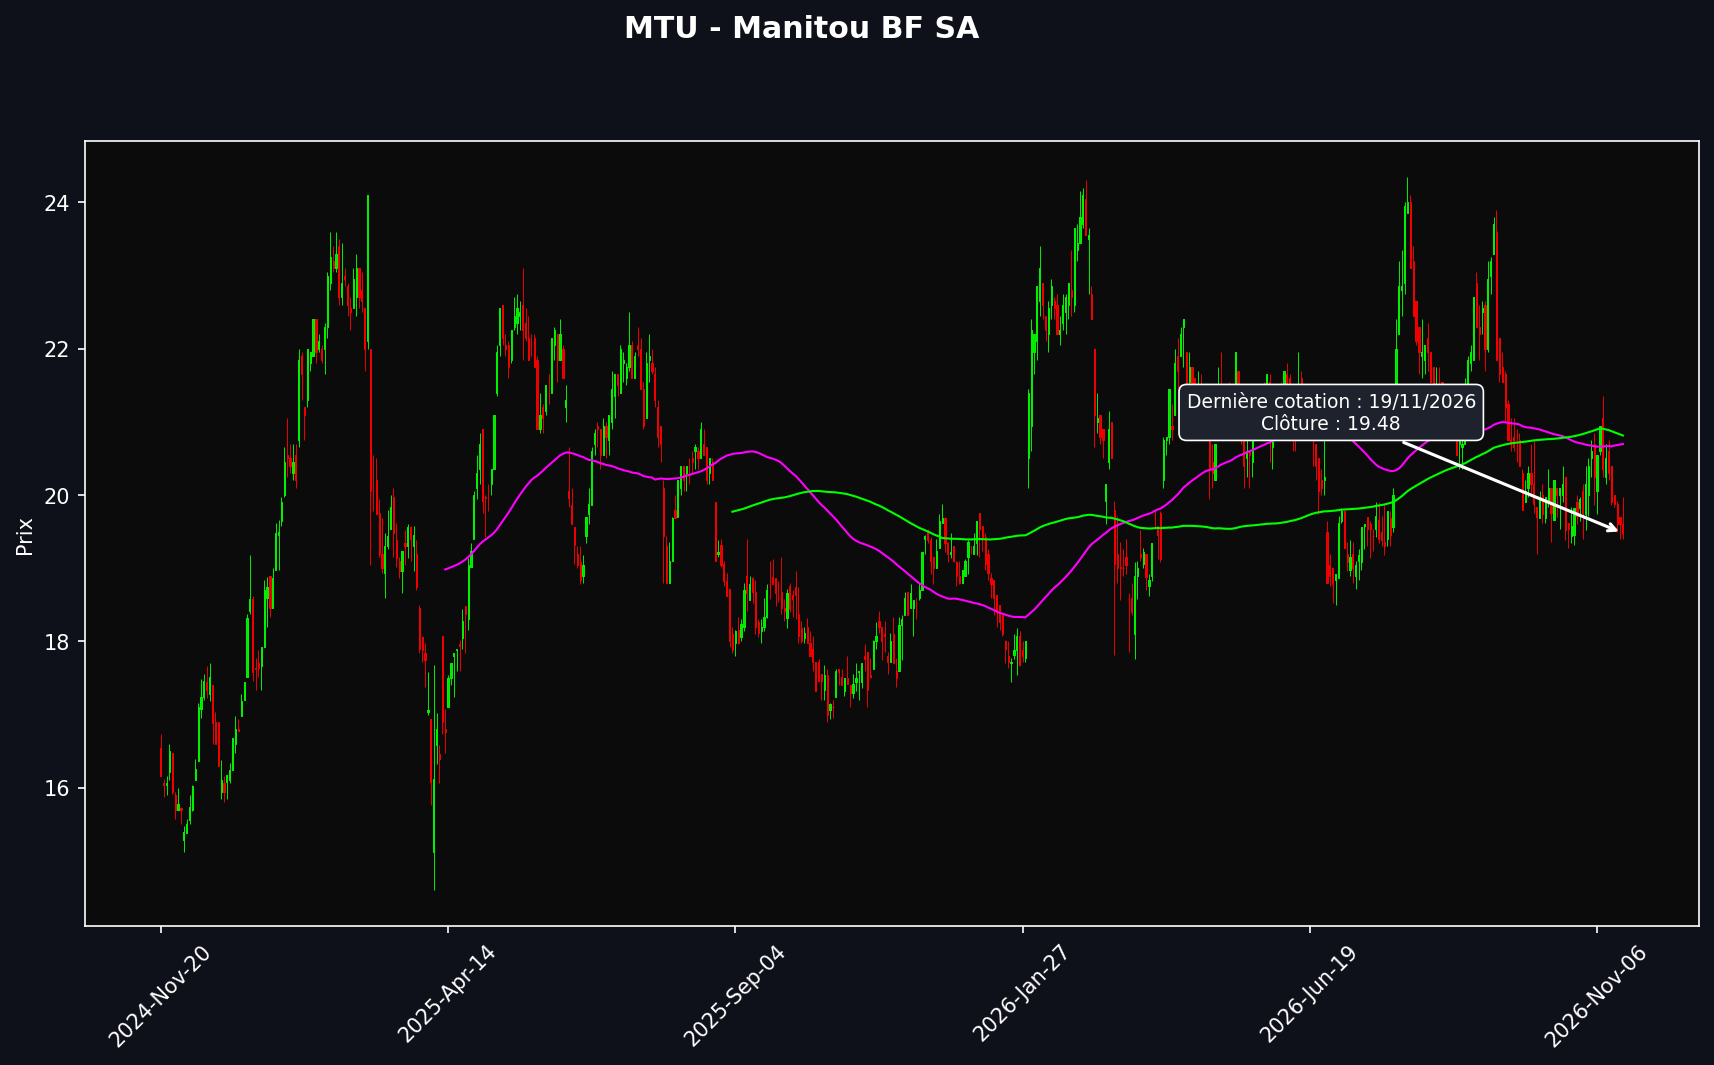 MTU - Manitou BF SA
Prix
24
22
20
18
16
Dernière cotation : 19/11/2026
Clôture : 19.48
2024-Nov-20
2025-Apr-14
2025-Sep-04
2026-Jan-27
2026-Jun-19
2026-Nov-06